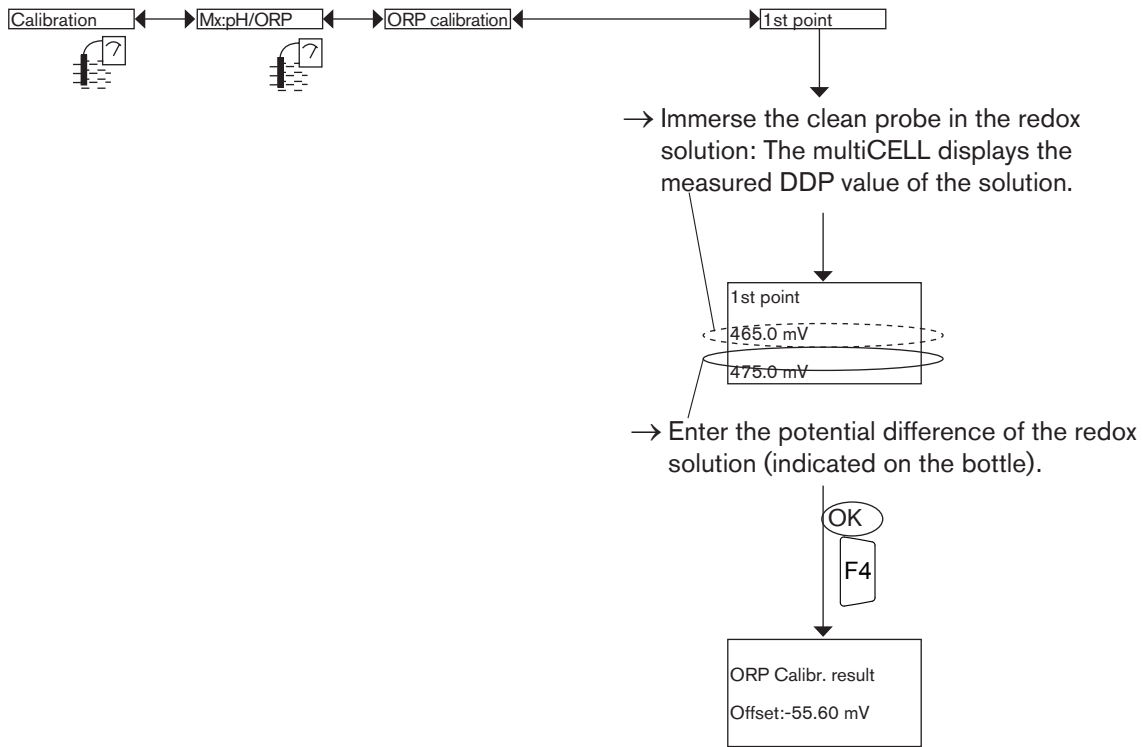 Calibration
Mx:pH/ORP
ORP calibration
1st point
→ Immerse the clean probe in the redox
solution: The multiCELL displays the
measured DDP value of the solution.
1st point
465.0 mV
475.0 mV
→ Enter the potential difference of the redox
solution (indicated on the bottle).
OK
F4
ORP Calibr. result
Offset:-55.60 mV